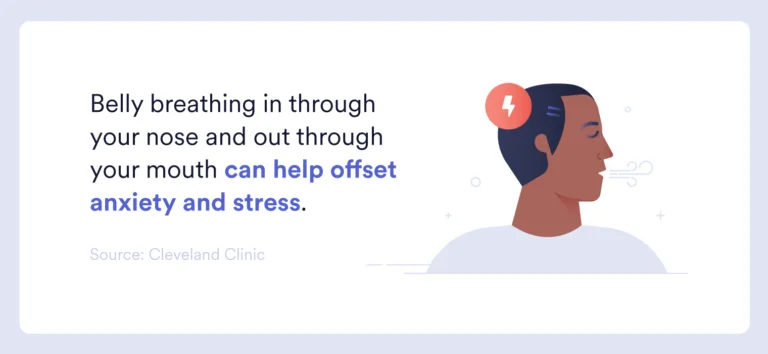 Belly breathing in through
your nose and out through
your mouth can help offset
anxiety and stress.
Source: Cleveland Clinic